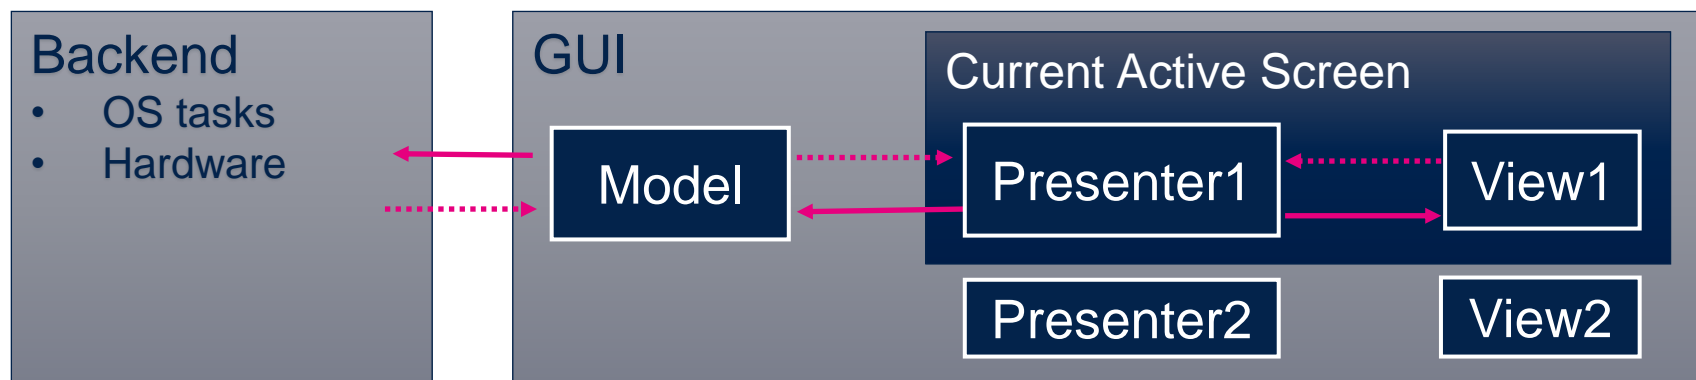 Backend
• OS tasks
• Hardware
GUI
Current Active Screen
Model
Presenter1
View1
Presenter2
View2